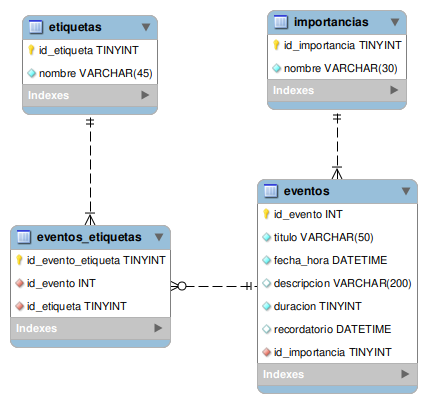 etiquetas
id_etiqueta TINYINT
nombre VARCHAR(45)
Indexes
importancias
id_importancia TINYINT
nombre VARCHAR(30)
Indexes
eventos_etiquetas
id_evento_etiqueta TINYINT
id_evento INT
id_etiqueta TINYINT
Indexes
eventos
id_evento INT
titulo VARCHAR(50)
fecha_hora DATETIME
descripcion VARCHAR(200)
duracion TINYINT
recordatorio DATETIME
id_importancia TINYINT
Indexes